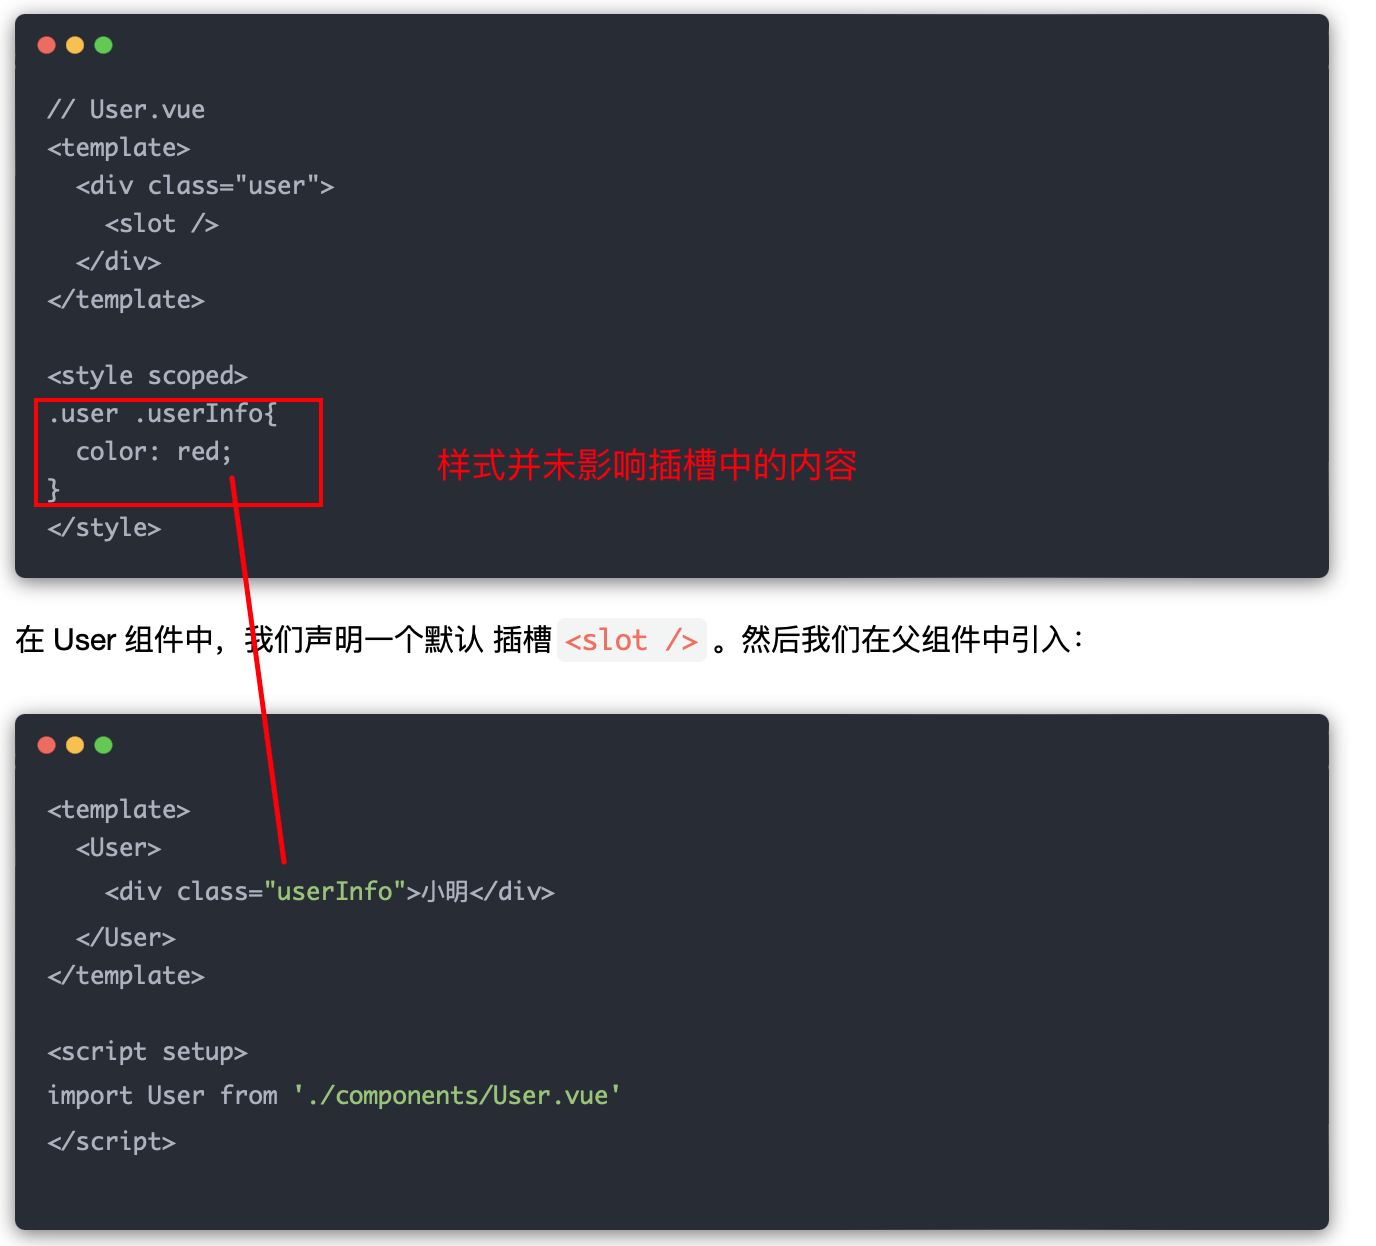 // User.vue
<template>
  <div class="user">
    <slot />
  </div>
</template>

<style scoped>
.user .userInfo{
  color: red;
}
样式并未影响插槽中的内容
</style>
在 User 组件中，我们声明一个默认 插槽 <slot /> 。然后我们在父组件中引入：
<template>
  <User>
    <div class="userInfo">小明</div>
  </User>
</template>

<script setup>
import User from './components/User.vue'
</script>